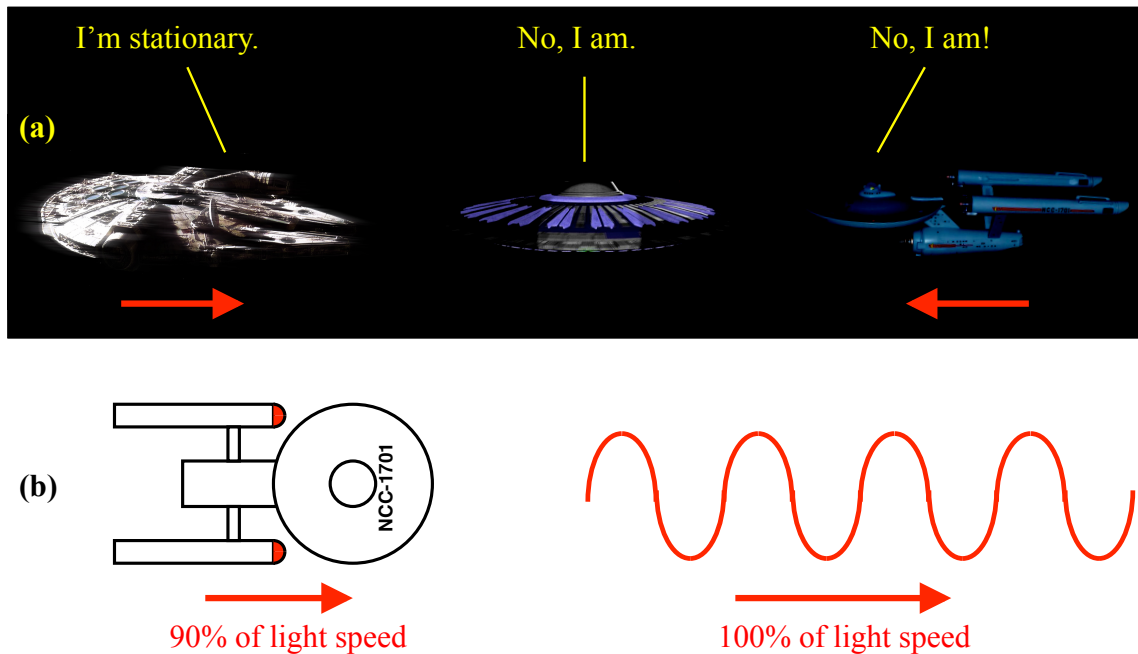 I'm stationary.
No, I am.
No, I am!
(a)
(b)
NCC-1701
90% of light speed
100% of light speed